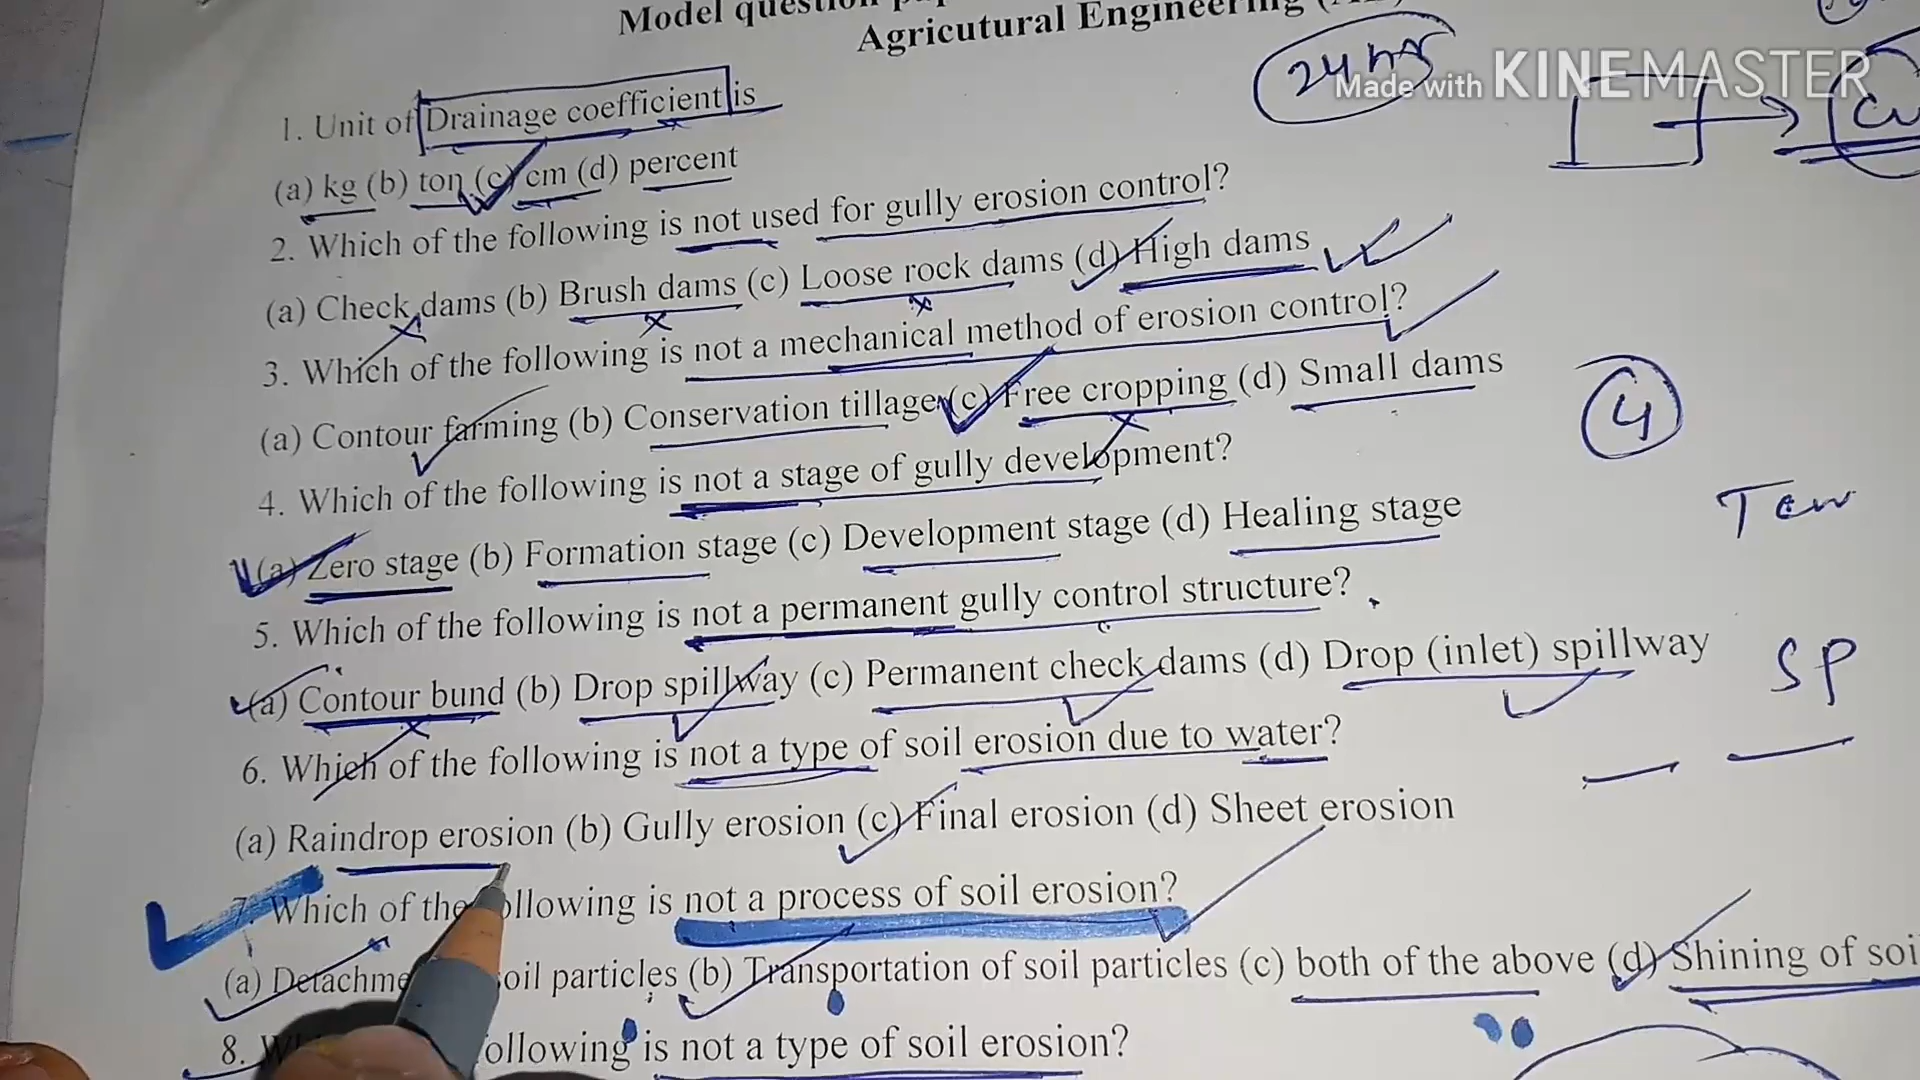 Model question
Agricutural Engineering
24 hrs
Made with KINEMASTER
1. Unit of Drainage coefficient is
(a) kg (b) ton (c) cm (d) percent
2. Which of the following is not used for gully erosion control?
(a) Check dams (b) Brush dams (c) Loose rock dams (d) High dams
3. Which of the following is not a mechanical method of erosion control?
(a) Contour farming (b) Conservation tillage (c) Free cropping (d) Small dams
4
4. Which of the following is not a stage of gully development?
(a) Zero stage (b) Formation stage (c) Development stage (d) Healing stage
5. Which of the following is not a permanent gully control structure?
(a) Contour bund (b) Drop spillway (c) Permanent check dams (d) Drop (inlet) spillway
SP
6. Which of the following is not a type of soil erosion due to water?
(a) Raindrop erosion (b) Gully erosion (c) Final erosion (d) Sheet erosion
7. Which of the following is not a process of soil erosion?
(a) Detachme soil particles (b) Transportation of soil particles (c) both of the above (d) Shining of soi
8. ollowing is not a type of soil erosion?